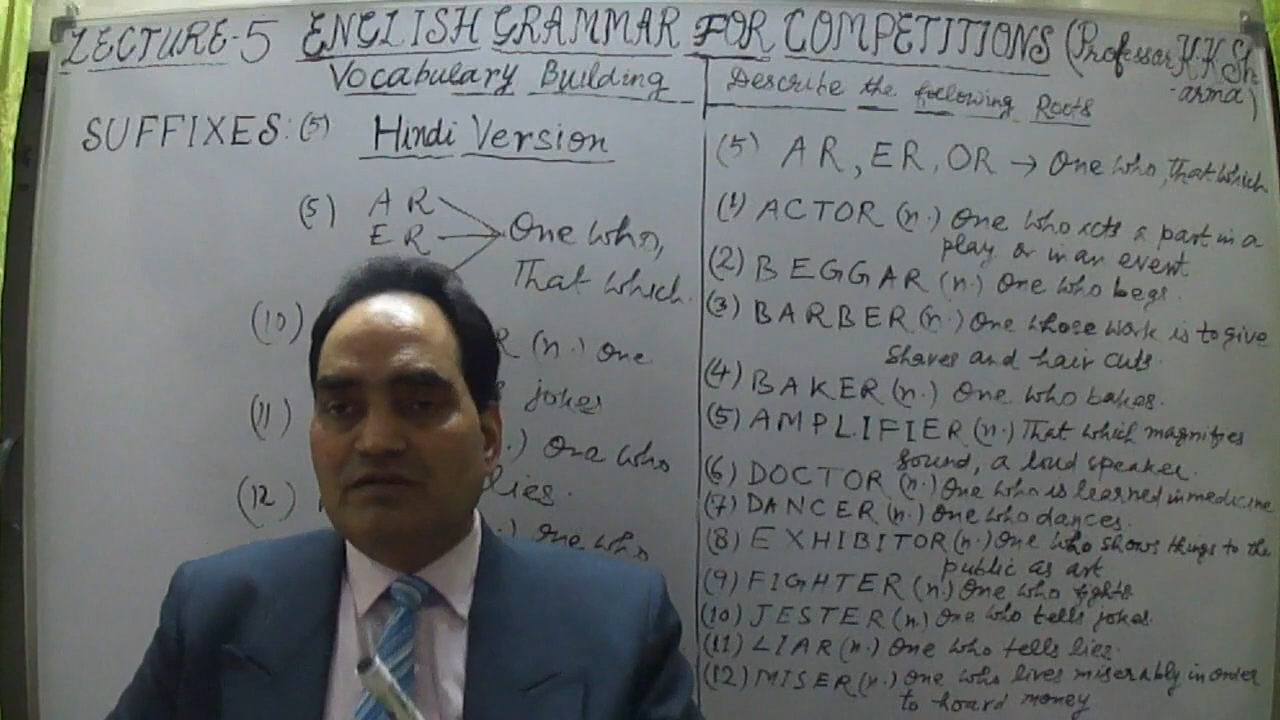 LECTURE-5 ENGLISH GRAMMAR FOR COMPETITIONS (Professor KKSh
arma)
Vocabulary Building
SUFFIXES: (5) Hindi Version
(5) AR
ER
One who,
That which.
(10) R (n.) One
jokes
(11) .) One who
lies.
(12) .) One who
Describe the following Roots
(5) AR, ER, OR → One who, That which
(1) ACTOR (n.) One who acts a part in a
play or in an event
(2) BEGGAR (n.) One who begs.
(3) BARBER (n.) One whose work is to give
shaves and hair cuts.
(4) BAKER (n.) One who bakes.
(5) AMPLIFIER (n.) That which magnifies
sound, a loud speaker.
(6) DOCTOR (n.) One who is learned in medicine
(7) DANCER (n.) One who dances.
(8) EXHIBITOR (n.) One who shows things to the
public as art
(9) FIGHTER (n.) One who fights
(10) JESTER (n.) One who tells jokes.
(11) LIAR (n.) One who tells lies.
(12) MISER (n.) One who lives miserably in order
to hoard money